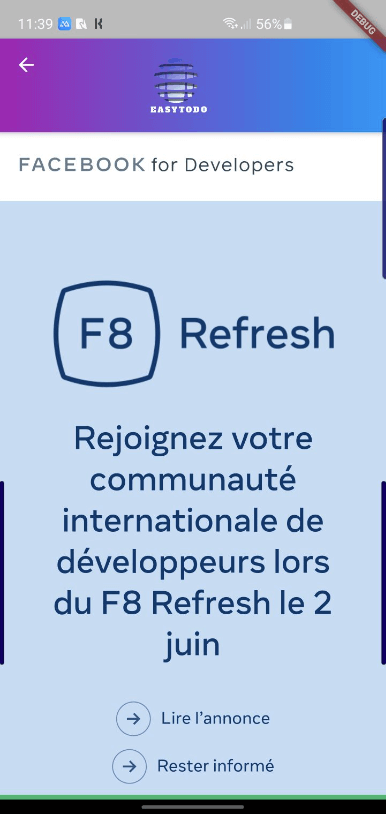 11:39 56%
DEBUG
EASYTODO
FACEBOOK for Developers
F8 Refresh
Rejoignez votre
communauté
internationale de
développeurs lors
du F8 Refresh le 2
juin
Lire l’annonce
Rester informé